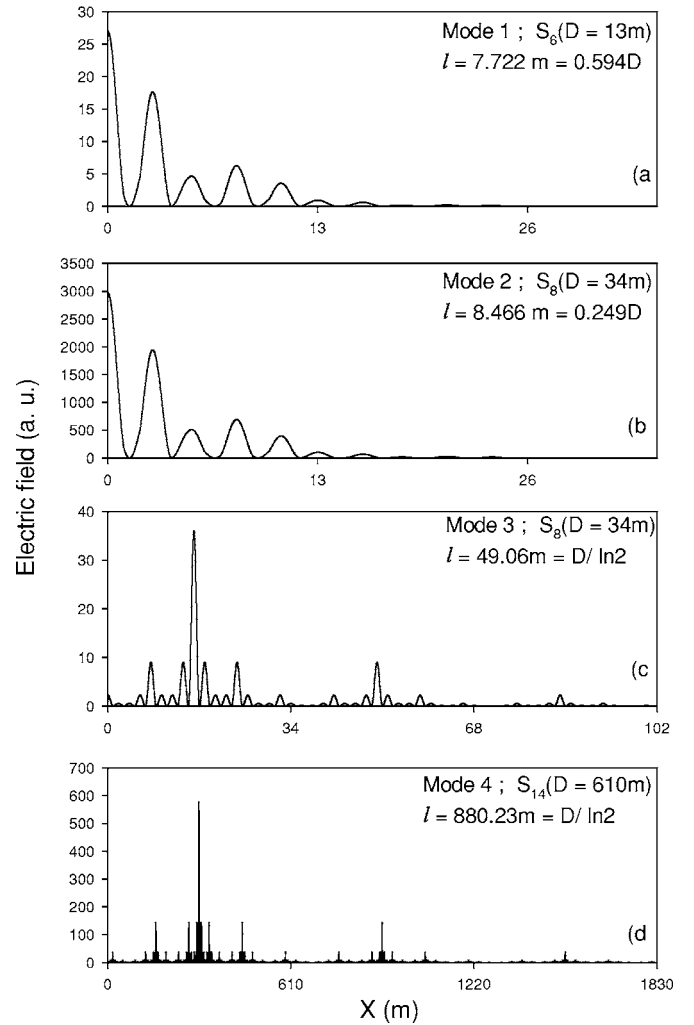 Mode 1 ; S6(D = 13m)
l = 7.722 m = 0.594D
(a
30
25
20
15
10
5
0
0 13 26
Mode 2 ; S8(D = 34m)
l = 8.466 m = 0.249D
(b
3500
3000
2500
2000
1500
1000
500
0
0 13 26
Electric field (a. u.)
Mode 3 ; S8(D = 34m)
l = 49.06m = D/ ln2
(c
40
30
20
10
0
0 34 68 102
Mode 4 ; S14(D = 610m)
l = 880.23m = D/ ln2
(d
700
600
500
400
300
200
100
0
0 610 1220 1830
X (m)